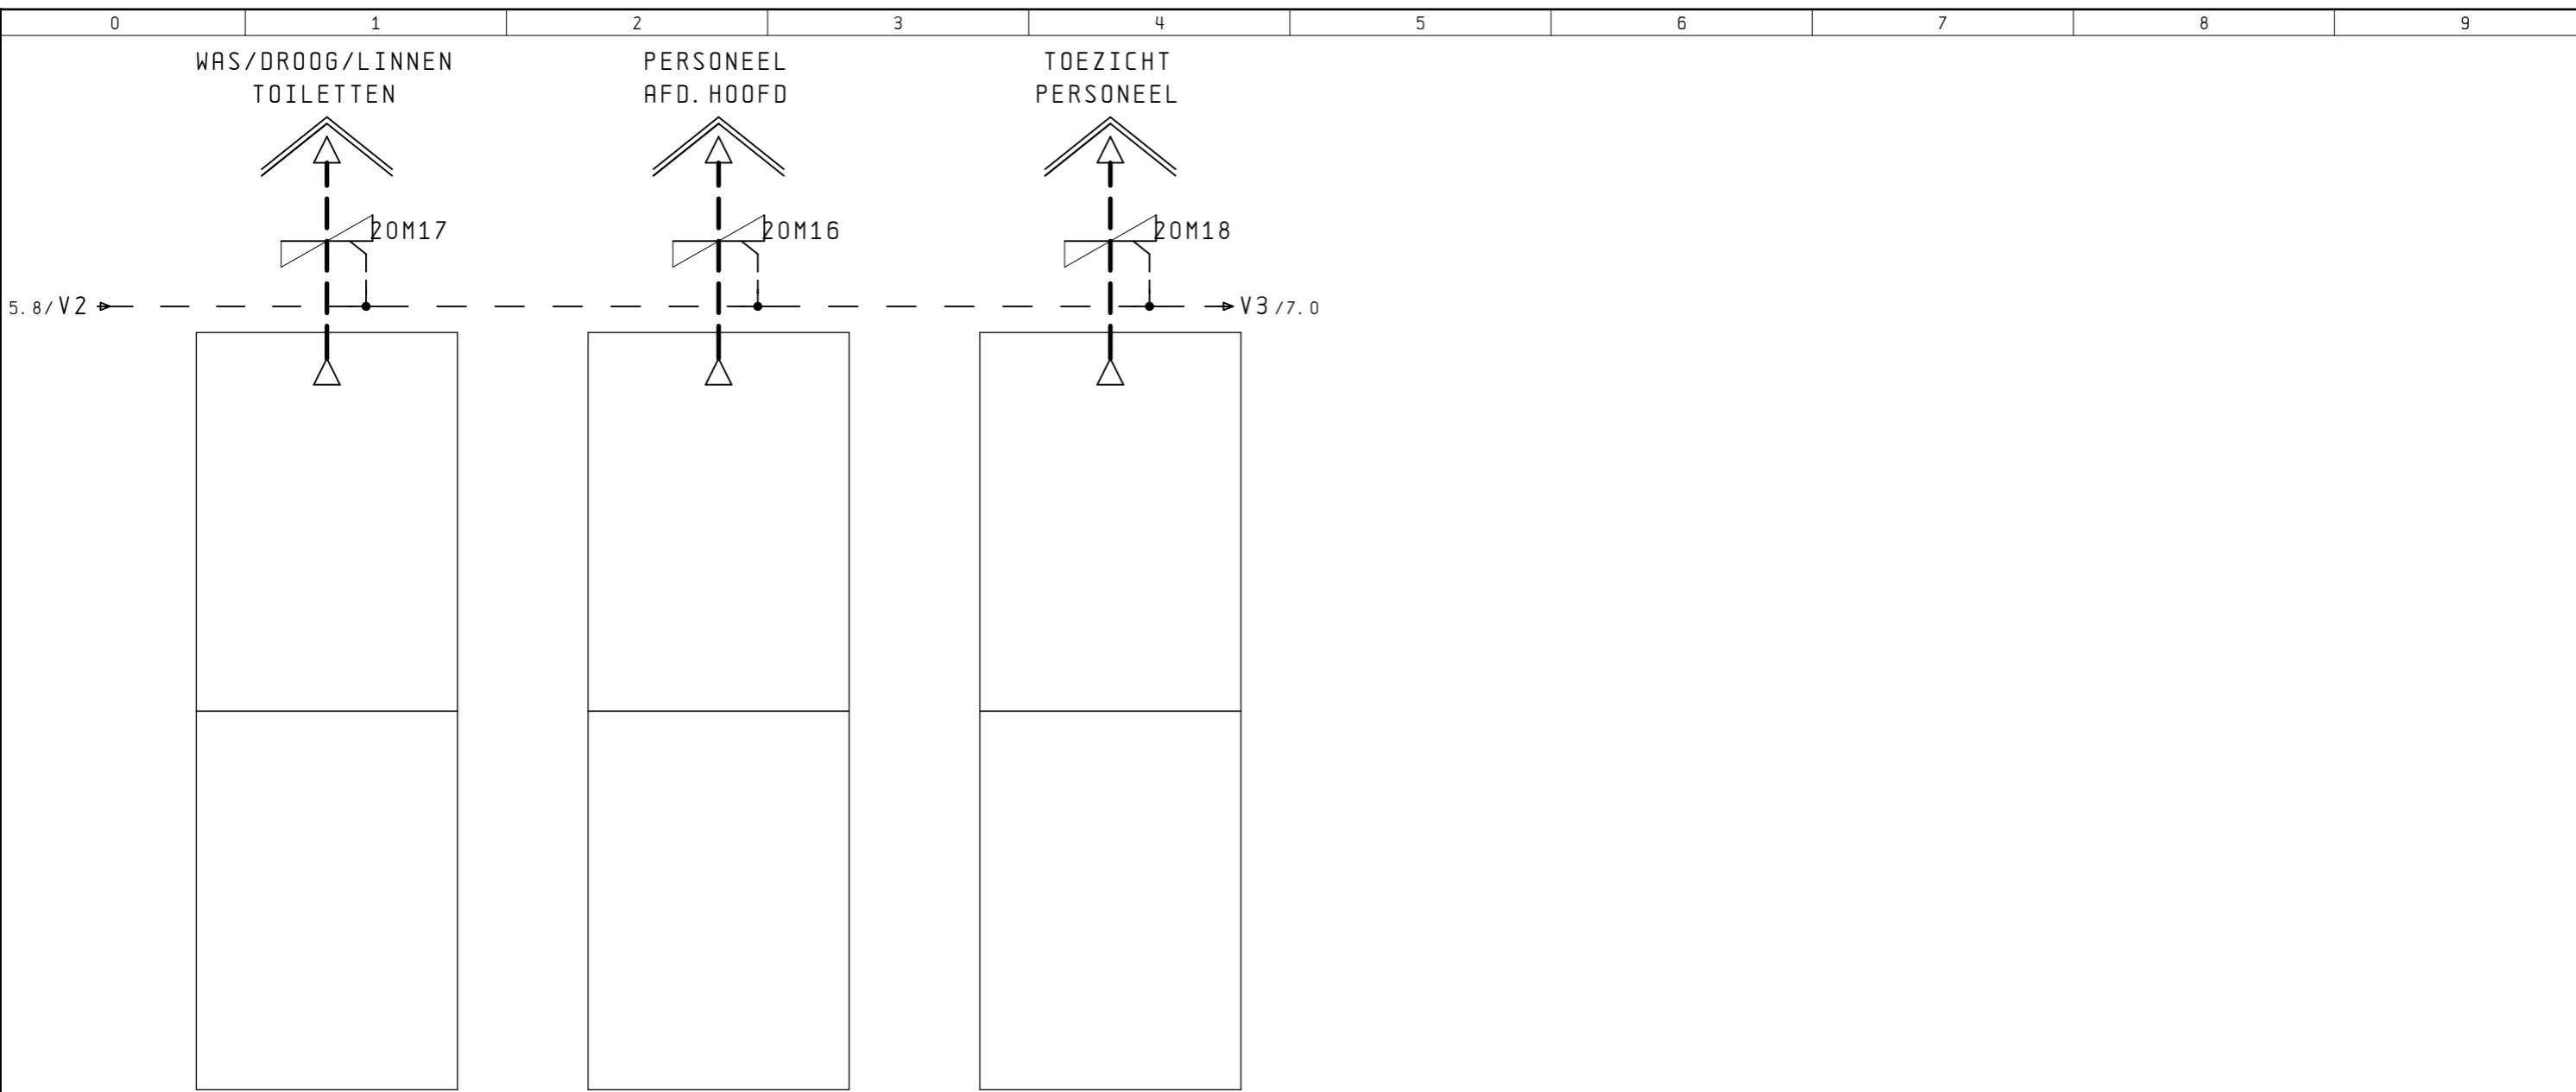 0 1 2 3 4 5 6 7 8 9
WAS/DROOG/LINNEN
TOILETTEN
PERSONEEL
AFD.HOOFD
TOEZICHT
PERSONEEL
20M17
20M16
20M18
5.8/V2
V3/7.0